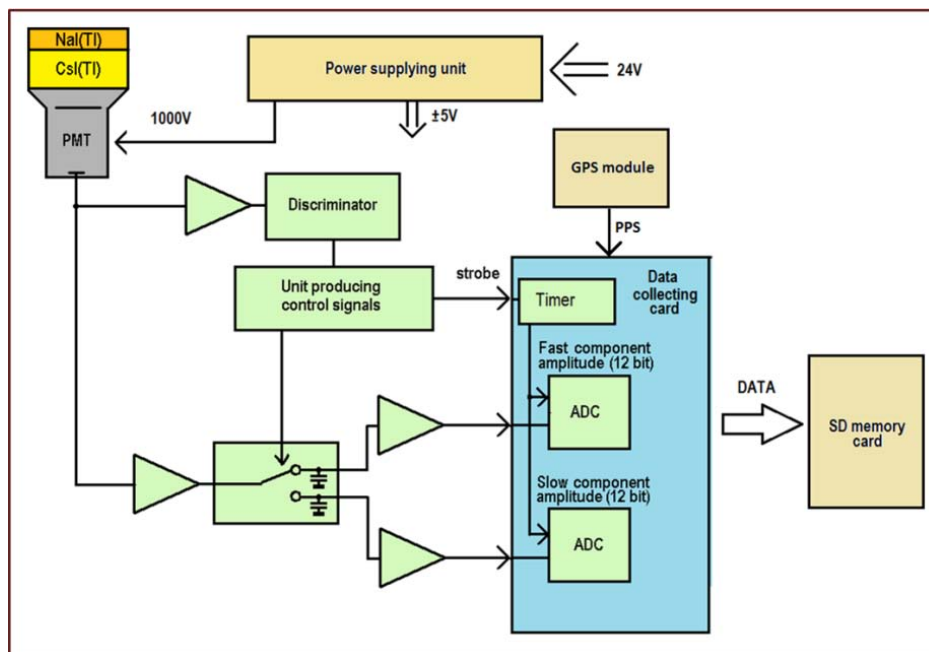 NaI(Tl)
CsI(Tl)
PMT
1000V
Power supplying unit
24V
±5V
GPS module
PPS
Discriminator
Unit producing
control signals
strobe
Timer
Data
collecting
card
Fast component
amplitude (12 bit)
ADC
Slow component
amplitude (12 bit)
ADC
DATA
SD memory
card